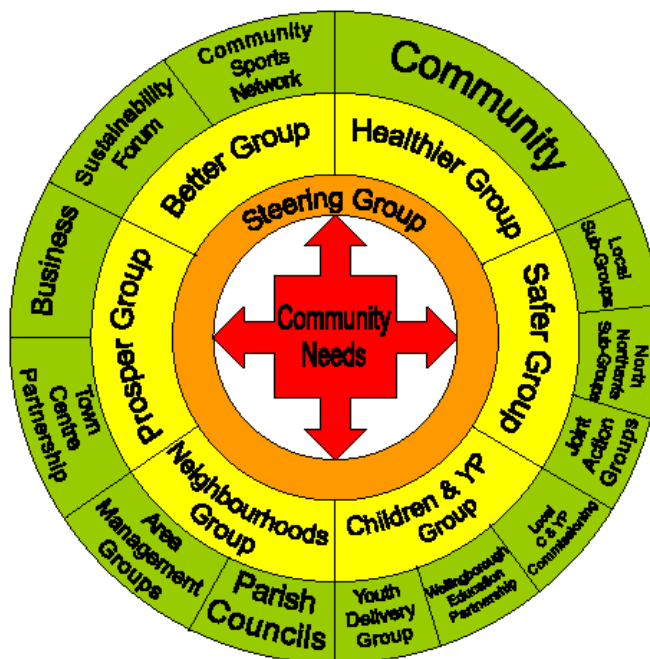 Community
Needs
Steering Group
Better Group
Healthier Group
Safer Group
Children & YP
Group
Neighbourhoods
Group
Prosper Group
Community
Sports
Network
Community
Local
Sub-Groups
North
Northants
Sub-Groups
Joint
Action
Groups
Local
C & YP
Commissioning
Wellingborough
Education
Partnership
Youth
Delivery
Group
Parish
Councils
Area
Management
Groups
Town
Centre
Partnership
Business
Sustainability
Forum